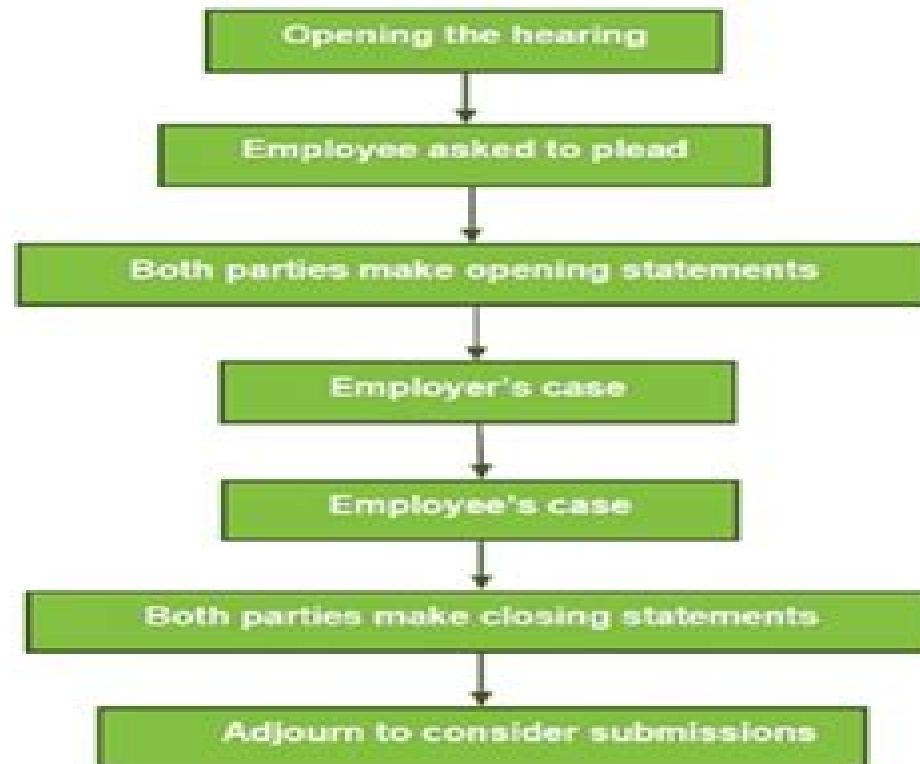 Opening the hearing
Employee asked to plead
Both parties make opening statements
Employer's case
Employee's case
Both parties make closing statements
Adjourn to consider submissions